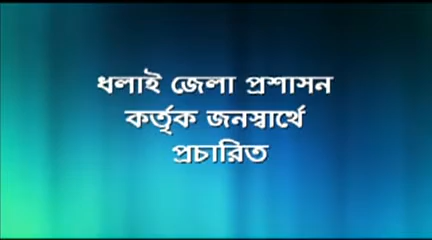 ধলাই জেলা প্রশাসন
কর্তৃক জনস্বার্থে
প্রচারিত